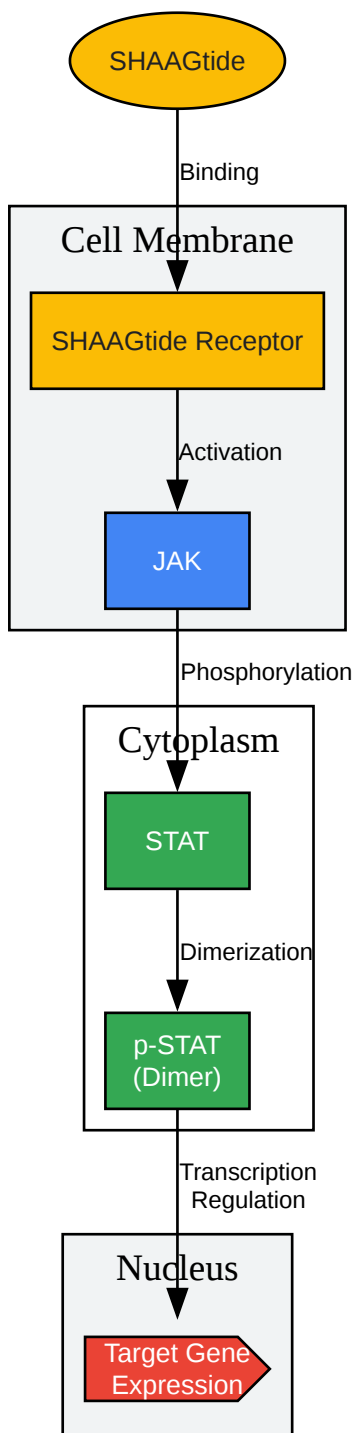 SHAAGtide
Binding
Cell Membrane
SHAAGtide Receptor
Activation
JAK
Phosphorylation
Cytoplasm
STAT
Dimerization
p-STAT
(Dimer)
Transcription
Regulation
Nucleus
Target Gene
Expression